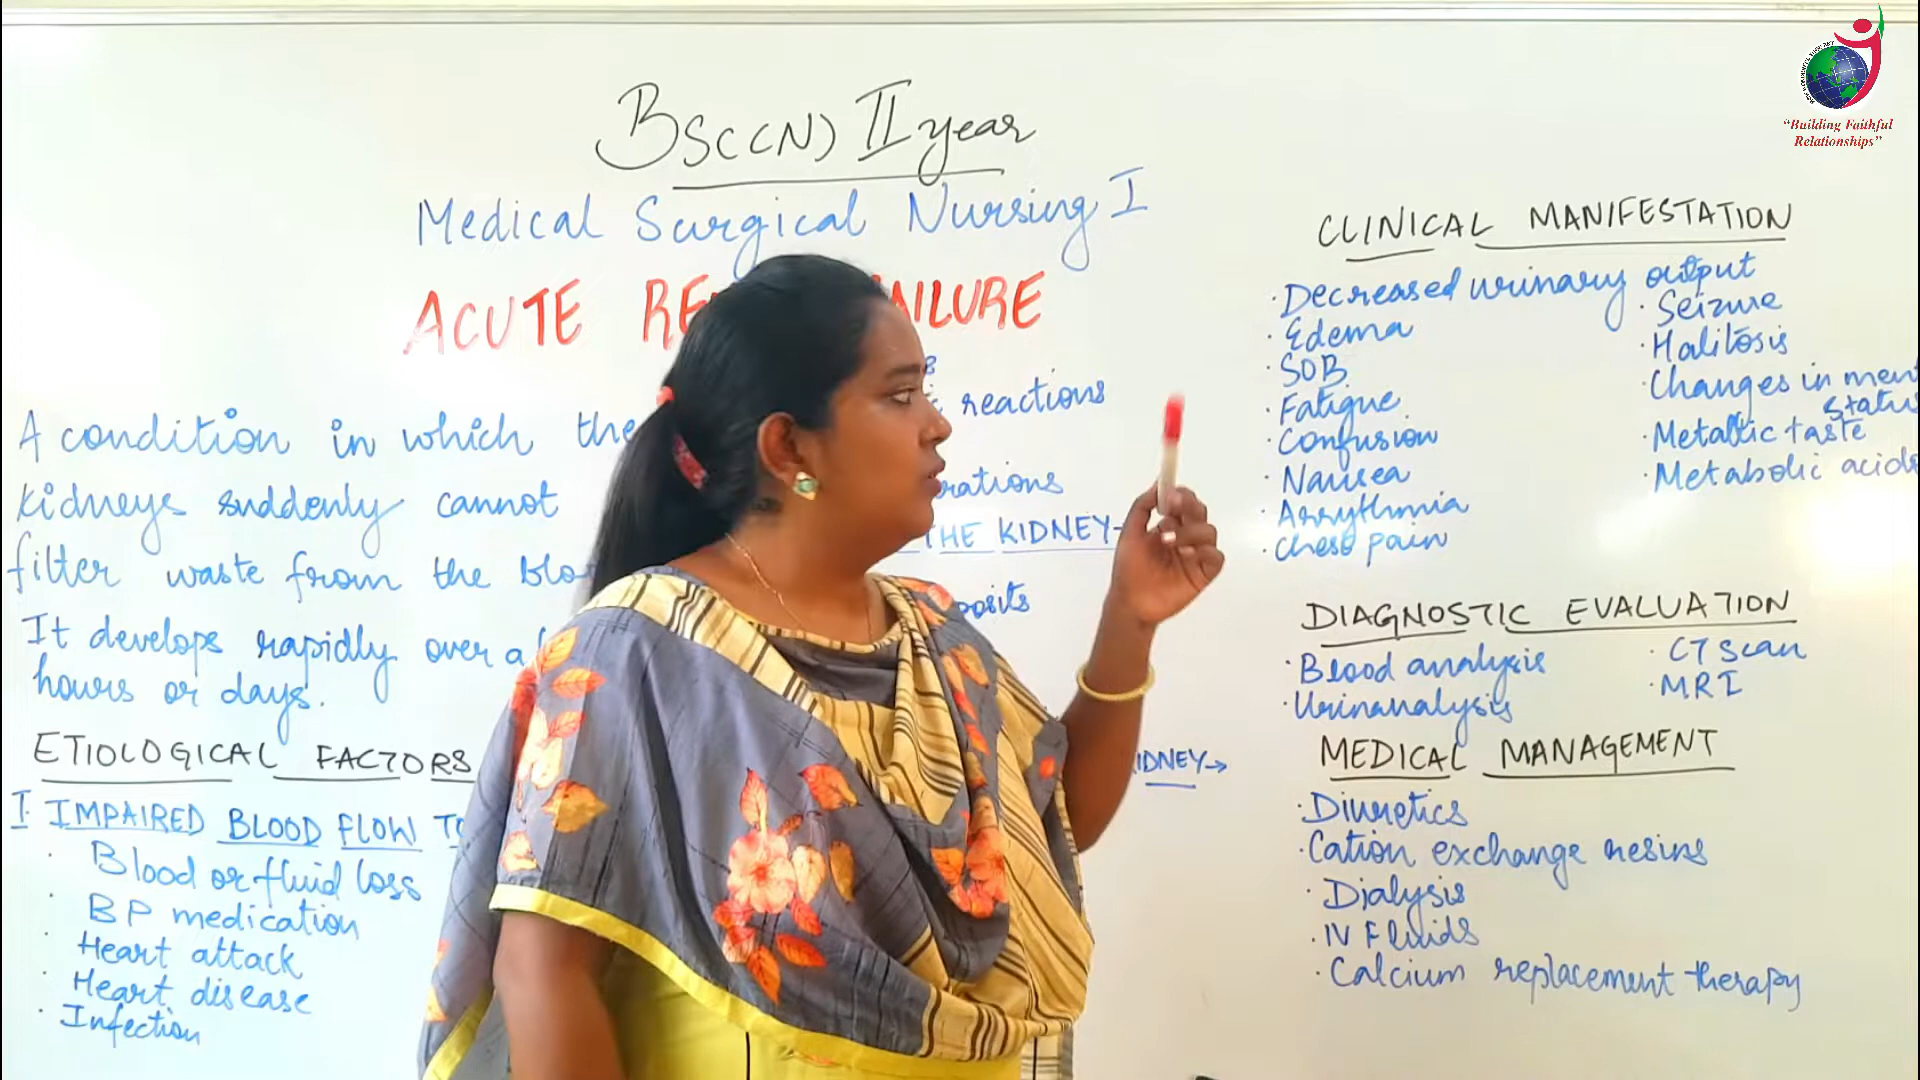 BSC(N) II year
Medical Surgical Nursing I
ACUTE FAILURE
A condition in which the
kidneys suddenly cannot
filter waste from the
It develops rapidly over a
hours or days.
ETIOLOGICAL FACTORS
I. IMPAIRED BLOOD FLOW
· Blood or fluid loss
· BP medication
· Heart attack
· Heart disease
· Infection
reactions
THE KIDNEY-
CLINICAL MANIFESTATION
· Decreased urinary output
· Edema
· SOB
· Fatigue
· Confusion
· Nausea
· Arrythmia
· Chest pain
· Seizure
· Halitosis
· Changes in
status
· Metallic taste
· Metabolic
DIAGNOSTIC EVALUATION
· Blood analysis
· Urinanalysis
· CT Scan
· MRI
MEDICAL MANAGEMENT
· Diuretics
· Cation exchange resins
· Dialysis
· IV Fluids
· Calcium replacement therapy
"Building Faithful
Relationships"